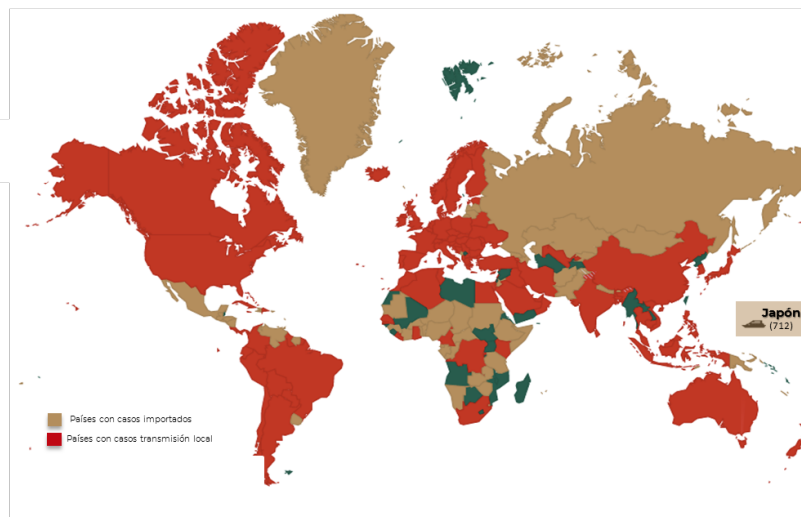 Japón
(712)
Países con casos importados
Países con casos transmisión local